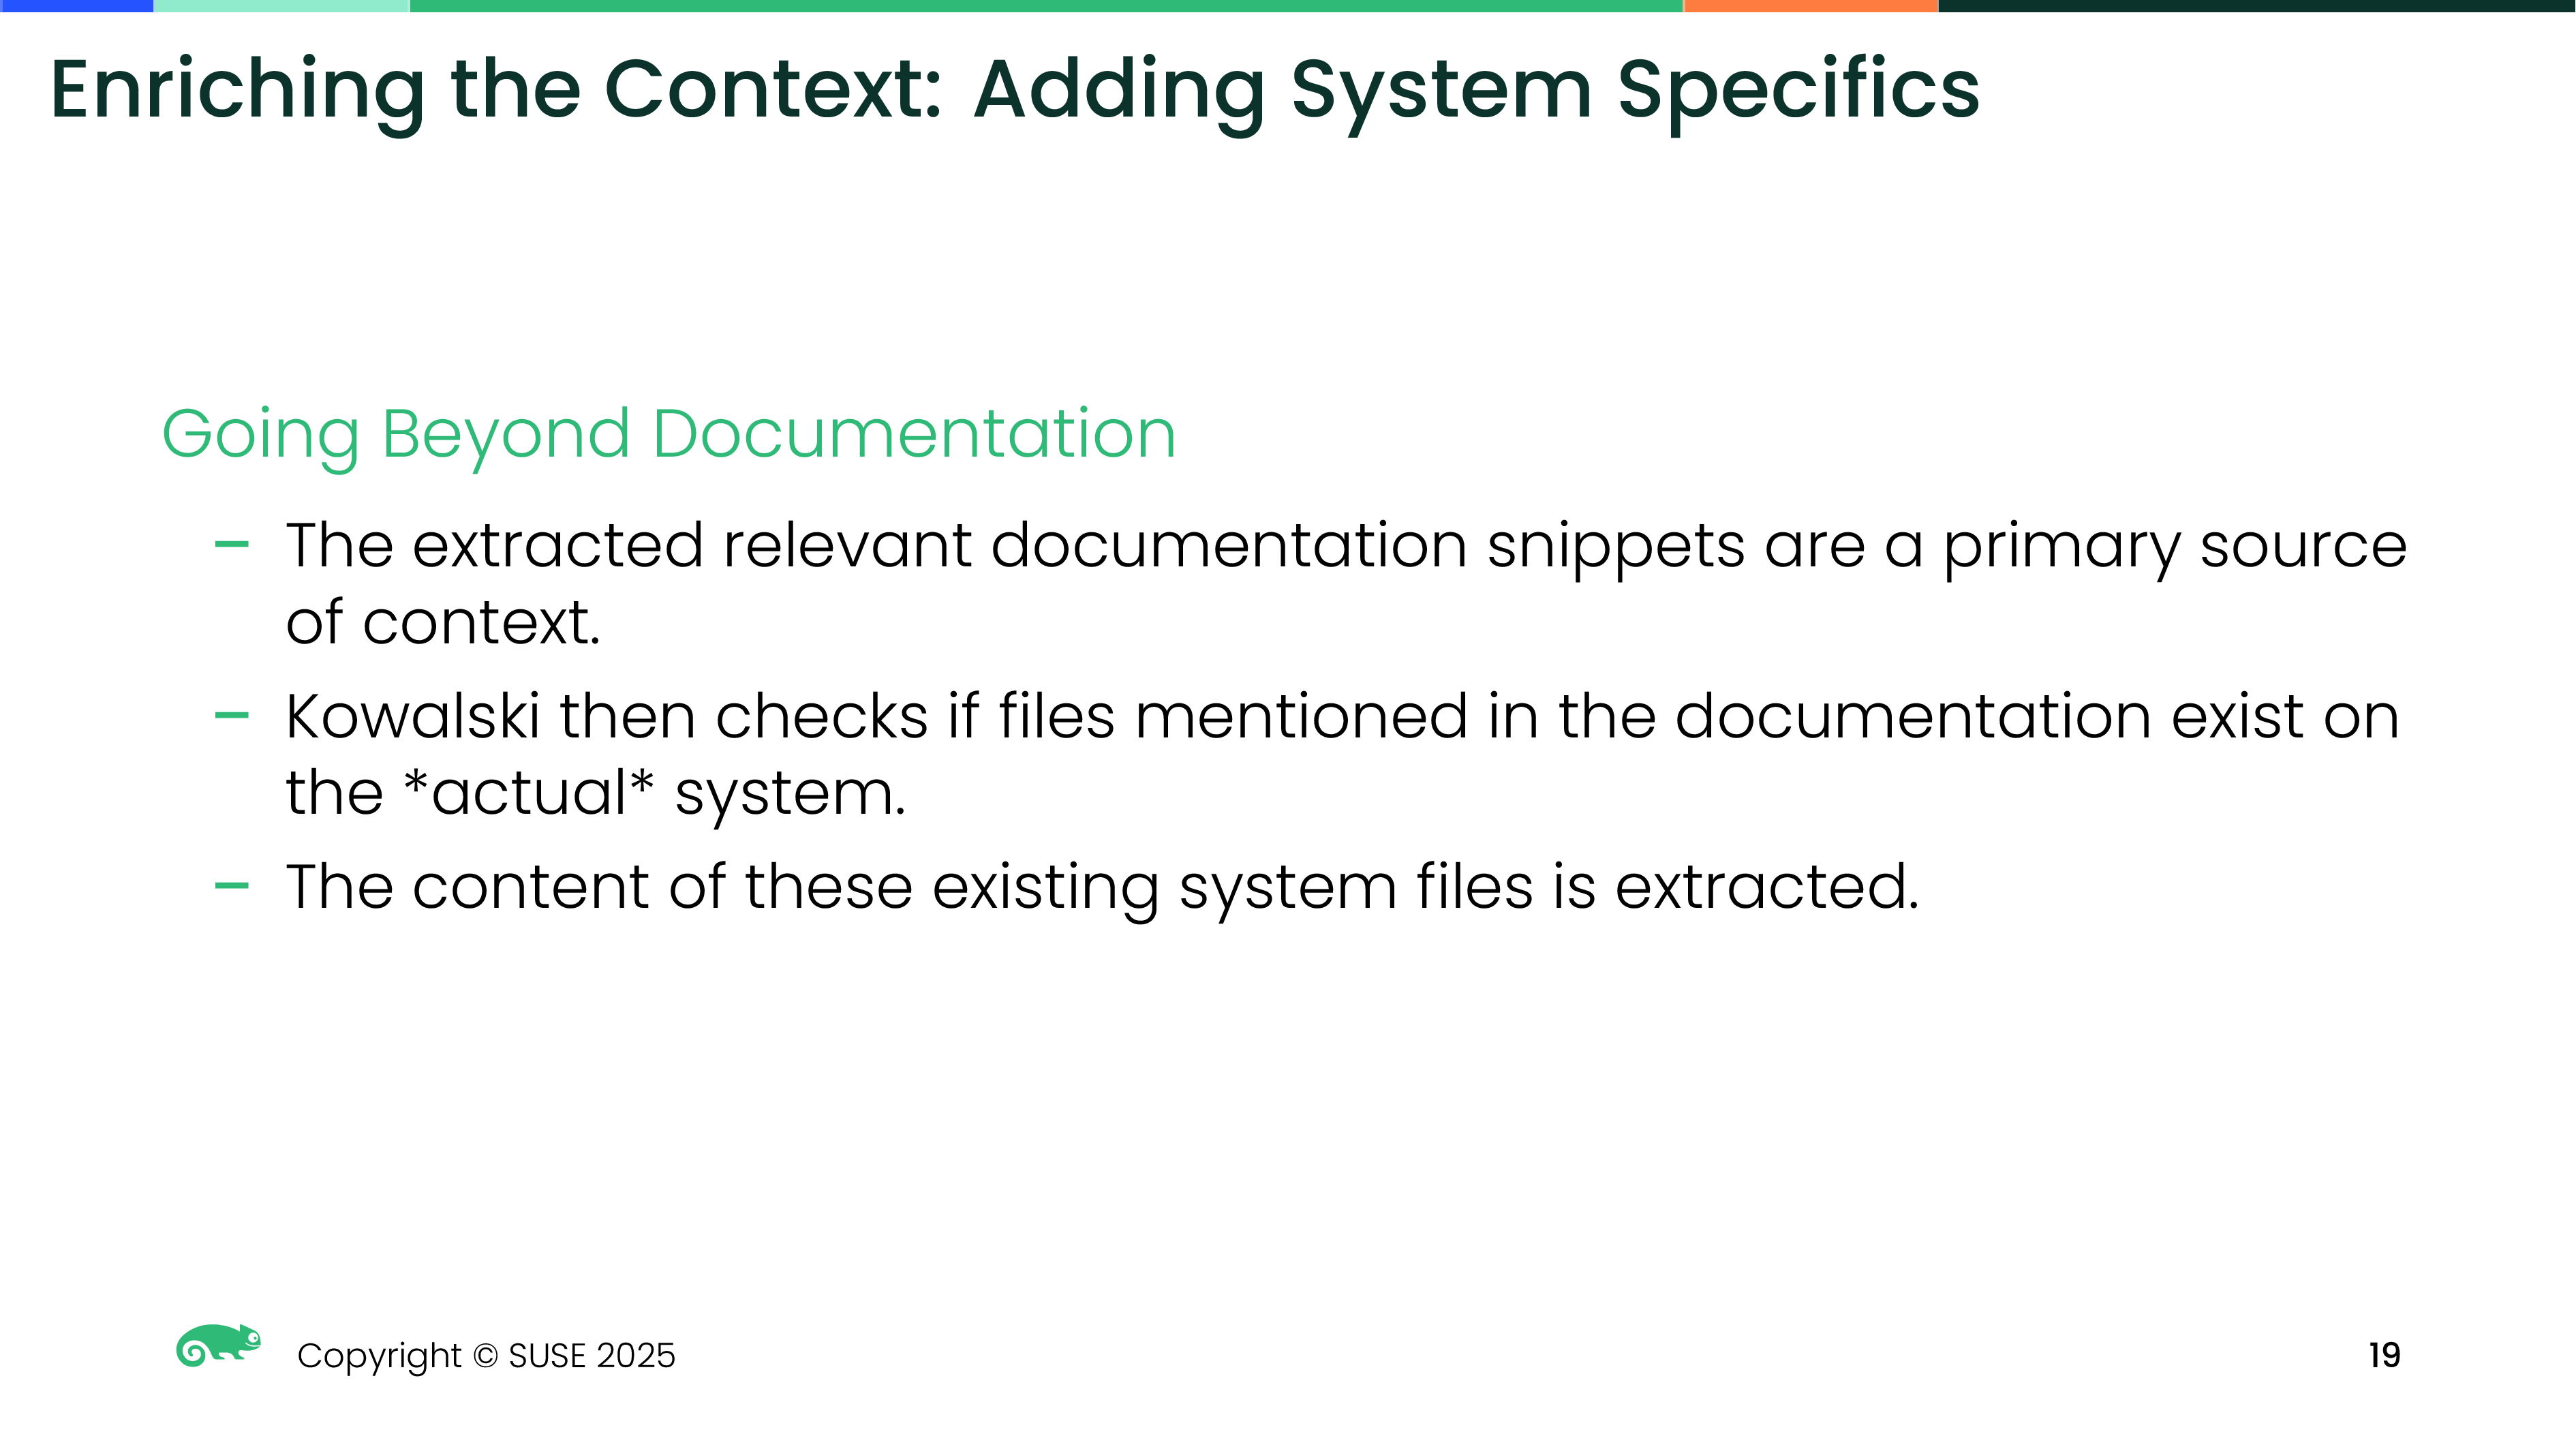 Enriching the Context: Adding System Specifics
Going Beyond Documentation
– The extracted relevant documentation snippets are a primary source
of context.
– Kowalski then checks if files mentioned in the documentation exist on
the *actual* system.
– The content of these existing system files is extracted.
Copyright © SUSE 2025
19